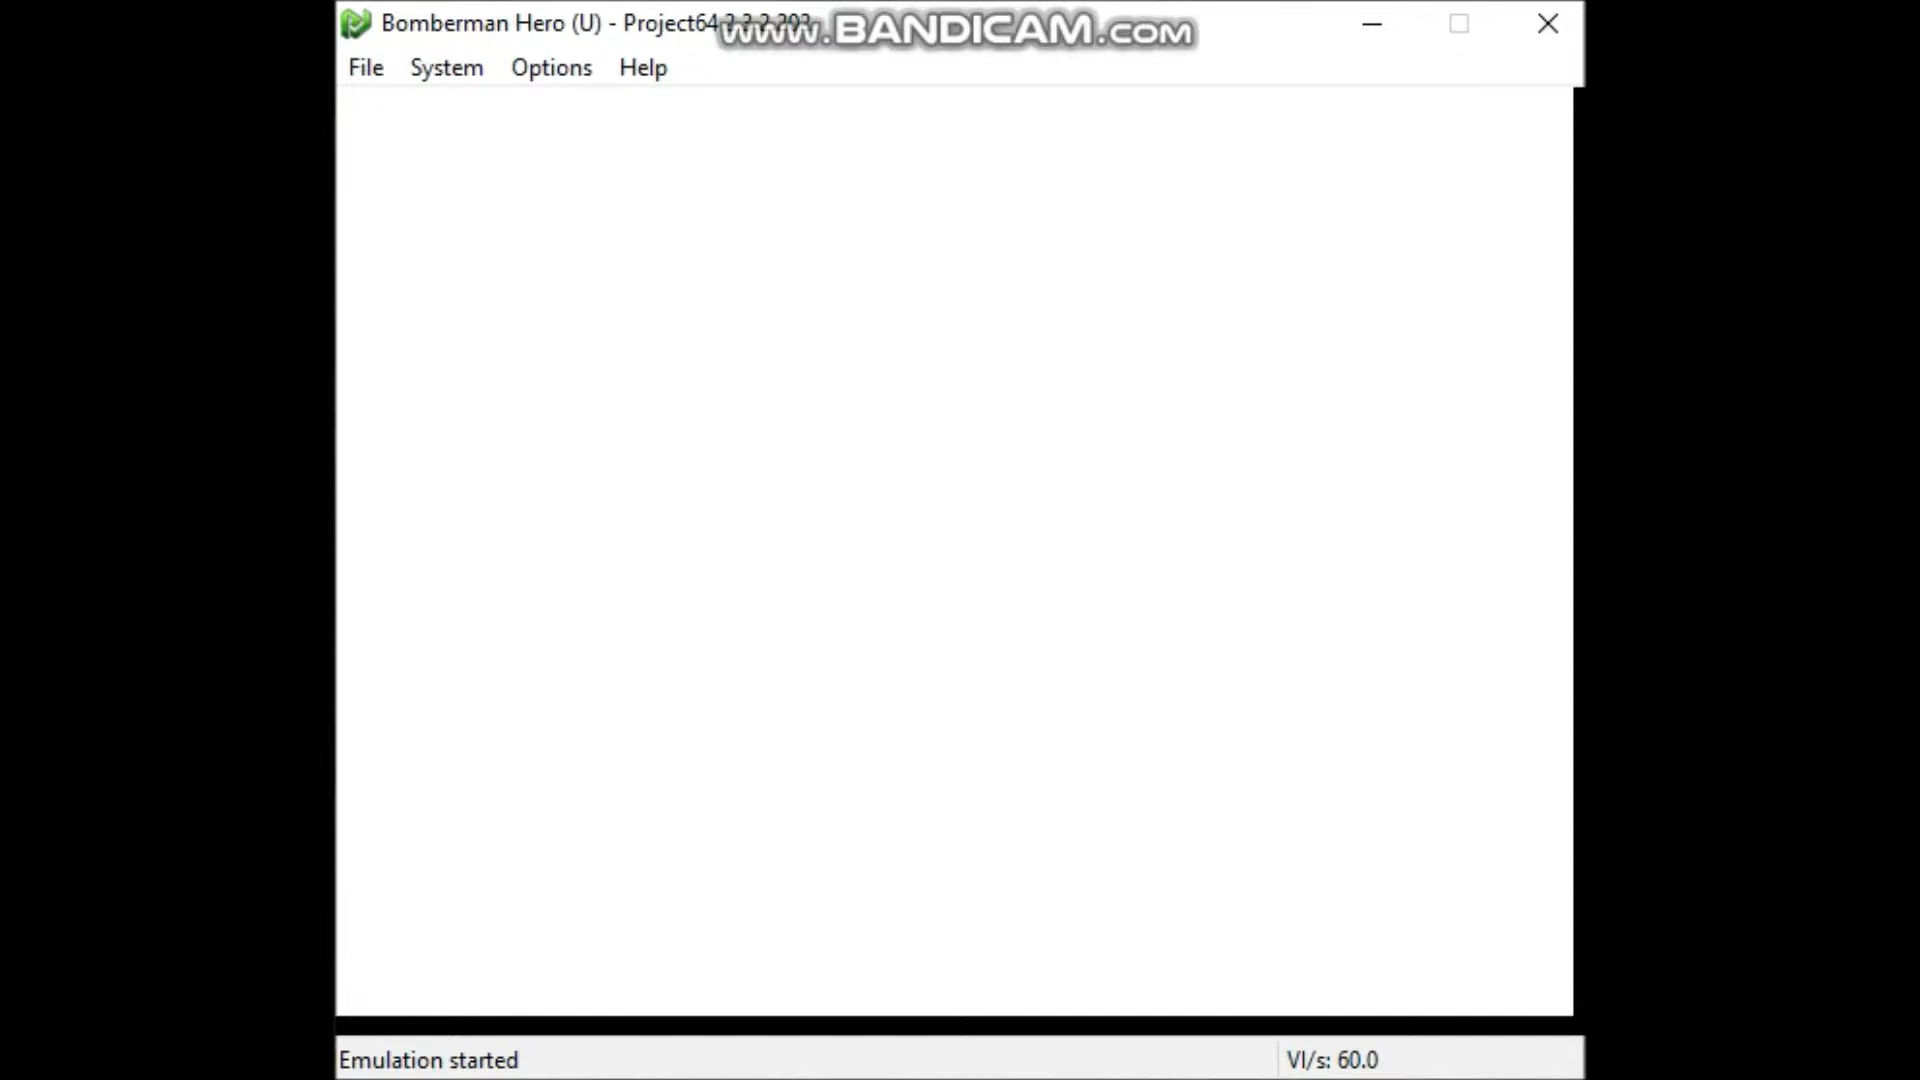 Bomberman Hero (U) - Project64
www.BANDICAM.com
File System Options Help
Emulation started VI/s: 60.0